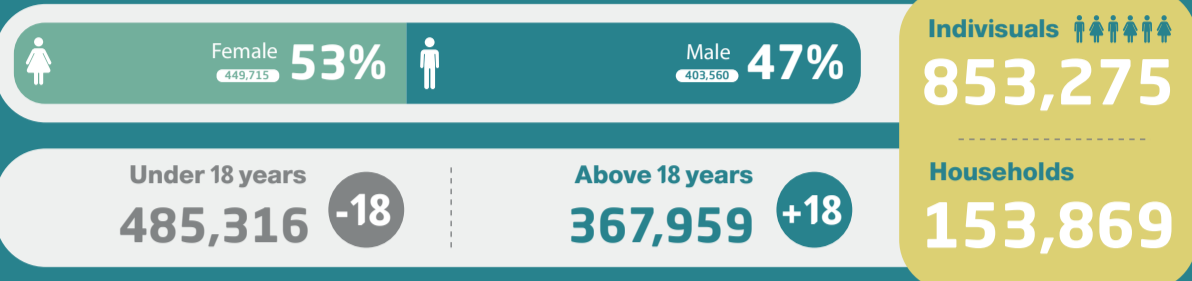 Female 53%
449,715
Male 47%
403,560
Indivisuals
853,275
Under 18 years
485,316
-18
Above 18 years
367,959
+18
Households
153,869